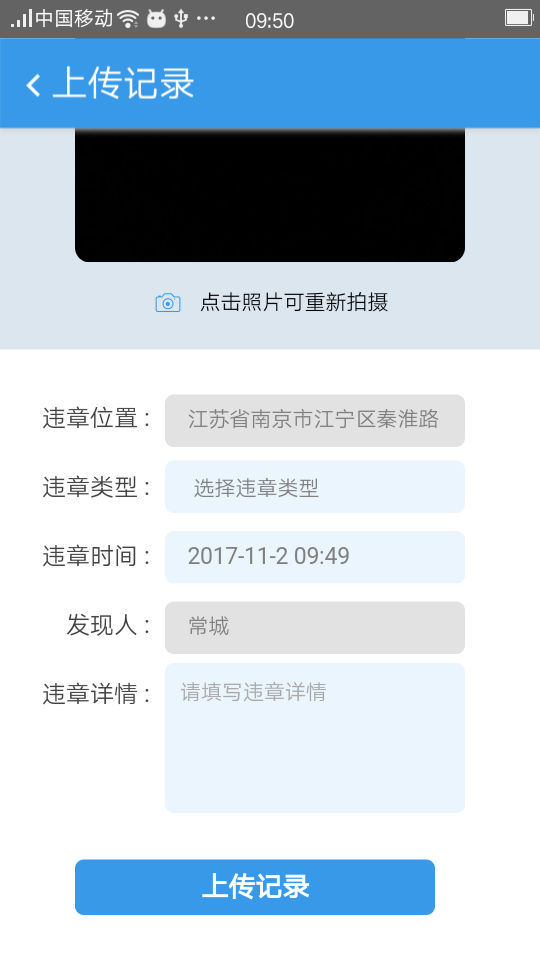 中国移动 09:50
上传记录
点击照片可重新拍摄
违章位置： 江苏省南京市江宁区秦淮路
违章类型： 选择违章类型
违章时间： 2017-11-2 09:49
发现人： 常城
违章详情： 请填写违章详情
上传记录